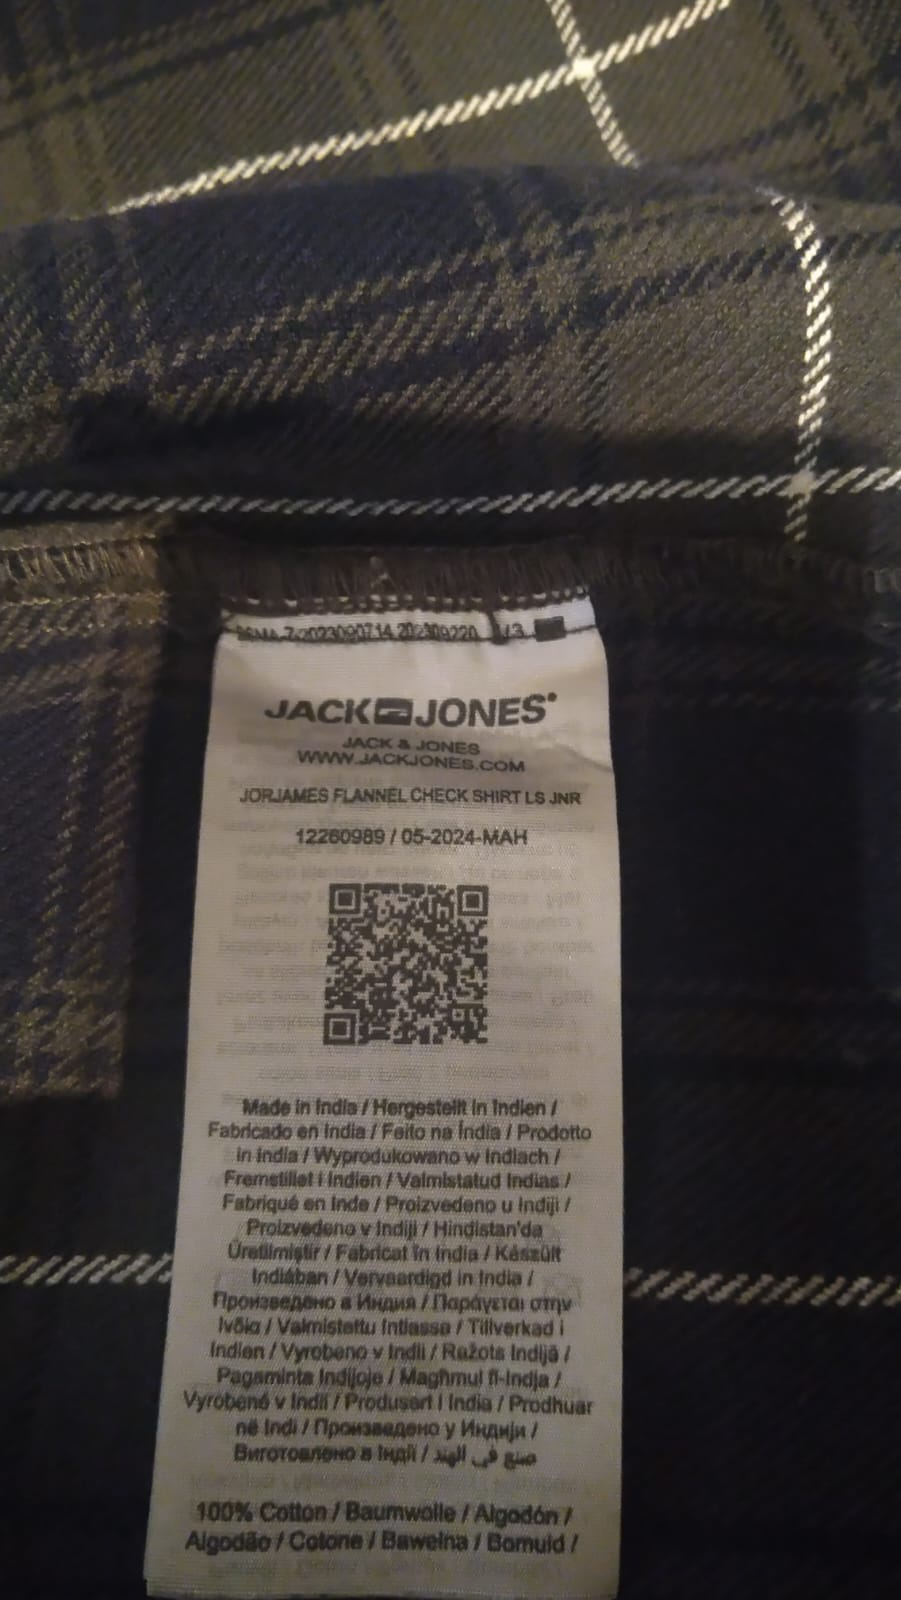 JACK JONES
JACK & JONES
WWW.JACKJONES.COM
JORJAMES FLANNEL CHECK SHIRT LS JNR
12260989 / 05-2024-MAH
Made in India / Hergestellt in Indien /
Fabricado en India / Feito na Índia / Prodotto
in India / Wyprodukowano w Indiach /
Fremstillet i Indien / Valmistatud Indias /
Fabriqué en Inde / Proizvedeno u Indiji /
Proizvedeno v Indiji / Hindistan'da
Üretilmiştir / Fabricat în India / Készült
Indiában / Vervaardigd in India /
Произведено в Индия / Παράγεται στην
Ινδία / Valmistettu Intiassa / Tillverkad i
Indien / Vyrobeno v Indii / Ražots Indijā /
Pagaminta Indijoje / Magħmul fl-Indja /
Vyrobené v Indii / Produsert i India / Prodhuar
në Indi / Произведено у Индији /
Виготовлено в Індії / صنع في الهند
100% Cotton / Baumwolle / Algodón /
Algodão / Cotone / Bawełna / Bomuld /